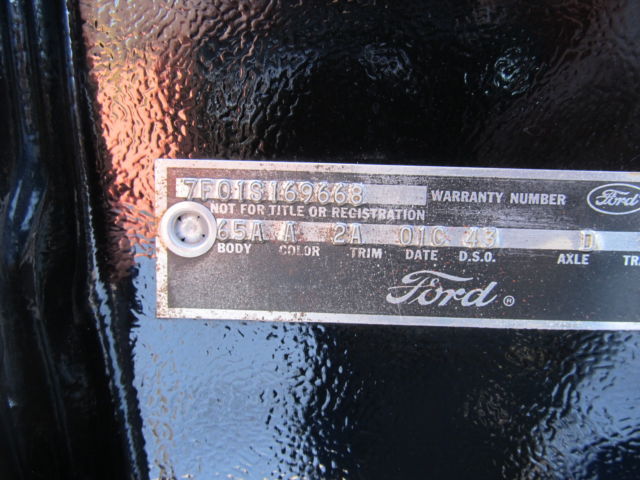 7F01S169668 WARRANTY NUMBER Ford
NOT FOR TITLE OR REGISTRATION
65A A 2A 01C 43 D
BODY COLOR TRIM DATE D.S.O. AXLE TR
Ford ®